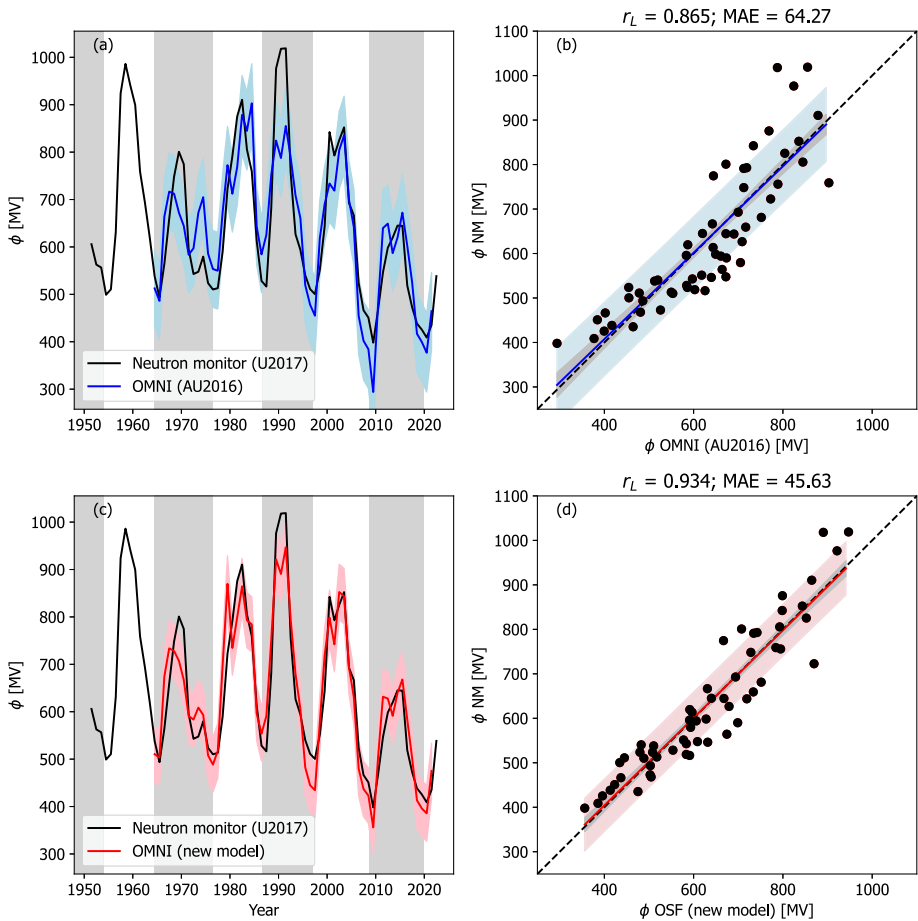 r_L = 0.865; MAE = 64.27
(a)
ϕ [MV]
1000
900
800
700
600
500
400
300
Neutron monitor (U2017)
OMNI (AU2016)
1950 1960 1970 1980 1990 2000 2010 2020
(b)
ϕ NM [MV]
1100
1000
900
800
700
600
500
400
300
400 600 800 1000
ϕ OMNI (AU2016) [MV]
r_L = 0.934; MAE = 45.63
(c)
ϕ [MV]
1000
900
800
700
600
500
400
300
Neutron monitor (U2017)
OMNI (new model)
1950 1960 1970 1980 1990 2000 2010 2020
Year
(d)
ϕ NM [MV]
1100
1000
900
800
700
600
500
400
300
400 600 800 1000
ϕ OSF (new model) [MV]